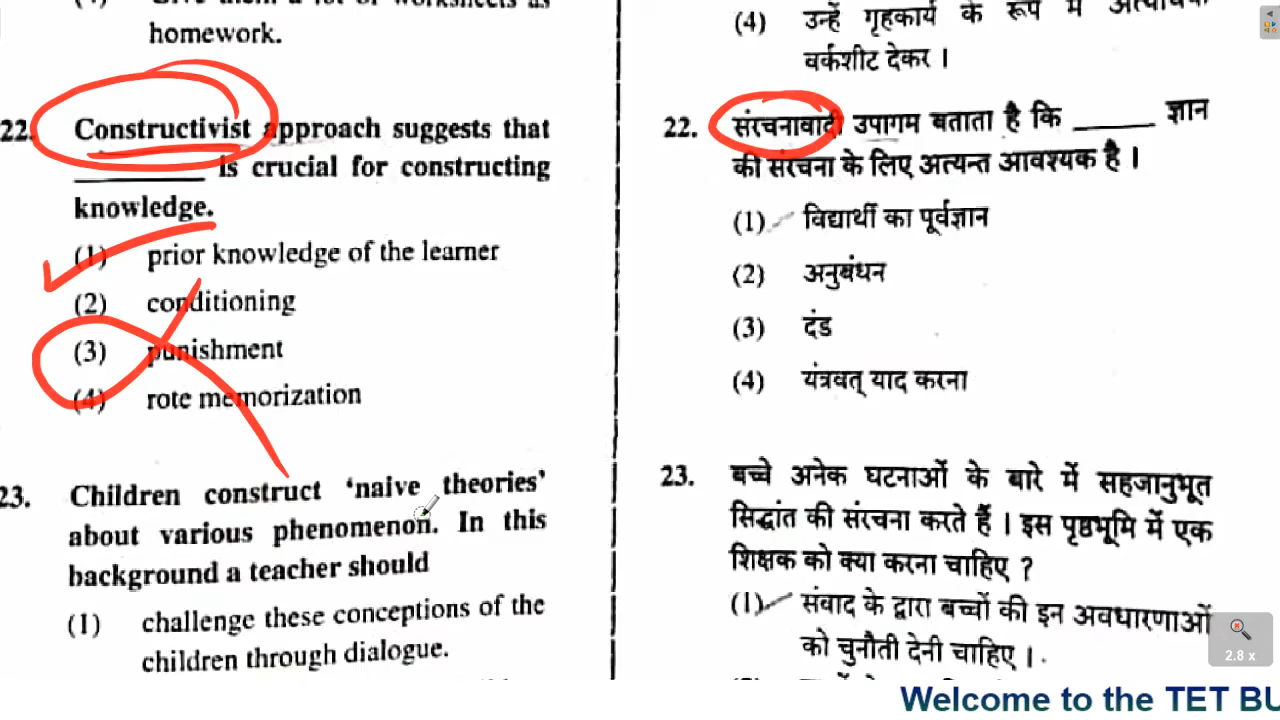 homework.
22. Constructivist approach suggests that
________ is crucial for constructing
knowledge.
(1) prior knowledge of the learner
(2) conditioning
(3) punishment
(4) rote memorization
23. Children construct ‘naive theories’
about various phenomenon. In this
background a teacher should
(1) challenge these conceptions of the
children through dialogue.
(4) उन्हें गृहकार्य के रूप में अत्यधिक
वर्कशीट देकर ।
22. संरचनावादी उपागम बताता है कि ______ ज्ञान
की संरचना के लिए अत्यन्त आवश्यक है ।
(1) विद्यार्थी का पूर्वज्ञान
(2) अनुबंधन
(3) दंड
(4) यंत्रवत् याद करना
23. बच्चे अनेक घटनाओं के बारे में सहजानुभूत
सिद्धांत की संरचना करते हैं । इस पृष्ठभूमि में एक
शिक्षक को क्या करना चाहिए ?
(1) संवाद के द्वारा बच्चों की इन अवधारणाओं
को चुनौती देनी चाहिए ।
2.8 x
Welcome to the TET BU